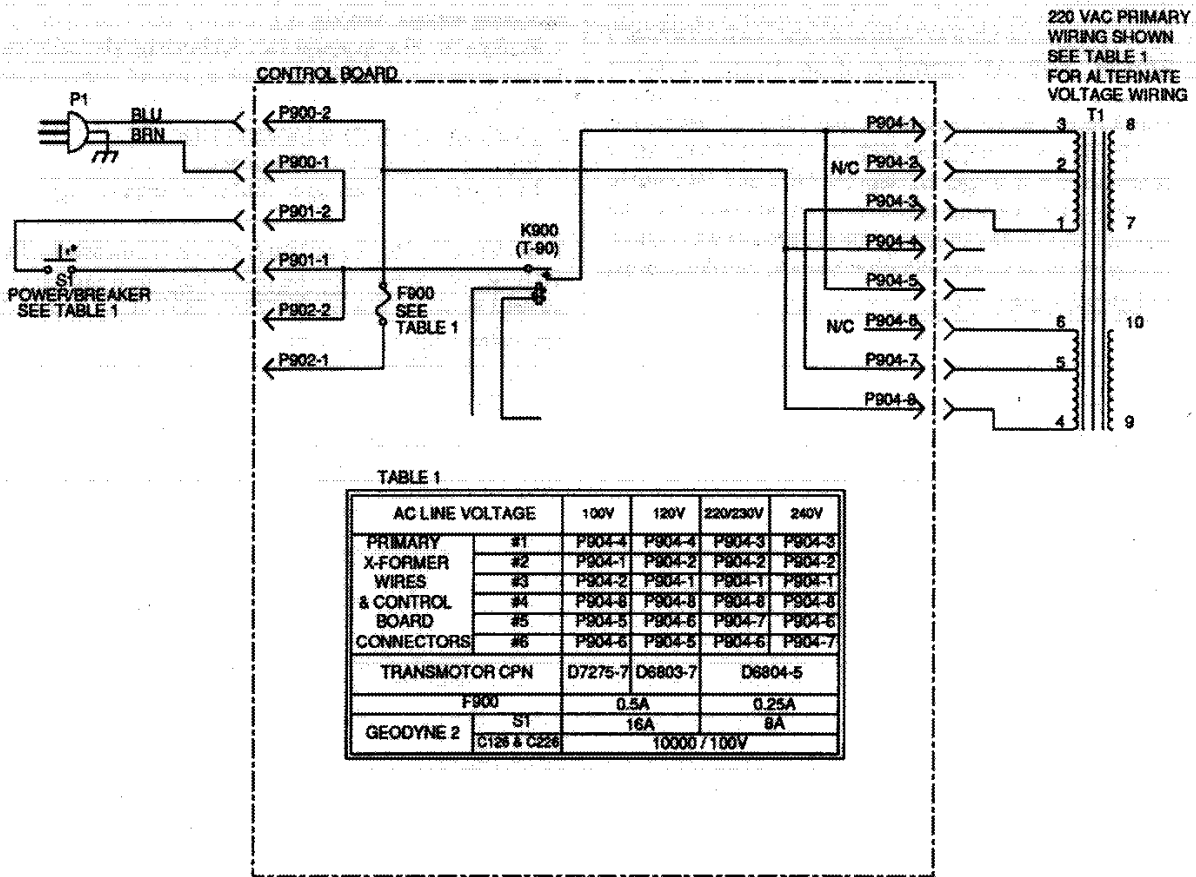 220 VAC PRIMARY
WIRING SHOWN
SEE TABLE 1
FOR ALTERNATE
VOLTAGE WIRING
CONTROL BOARD
P1
BLU
BRN
P900-2
P900-1
P901-2
P901-1
P902-2
P902-1
S1
POWER/BREAKER
SEE TABLE 1
F900
SEE
TABLE 1
K900
(T-90)
P904-1
N/C P904-2
P904-3
P904-4
P904-5
N/C P904-6
P904-7
P904-8
T1
3 8
2
1 7
6 10
5
4 9
TABLE 1
AC LINE VOLTAGE 100V 120V 220/230V 240V
PRIMARY #1 P904-4 P904-4 P904-3 P904-3
X-FORMER #2 P904-1 P904-2 P904-2 P904-2
WIRES #3 P904-2 P904-1 P904-1 P904-1
& CONTROL #4 P904-8 P904-8 P904-8 P904-8
BOARD #5 P904-5 P904-6 P904-7 P904-6
CONNECTORS #6 P904-6 P904-5 P904-6 P904-7
TRANSMOTOR CPN D7275-7 D6803-7 D6804-5
F900 0.5A 0.25A
GEODYNE 2 S1 16A 8A
C126 & C226 10000 / 100V